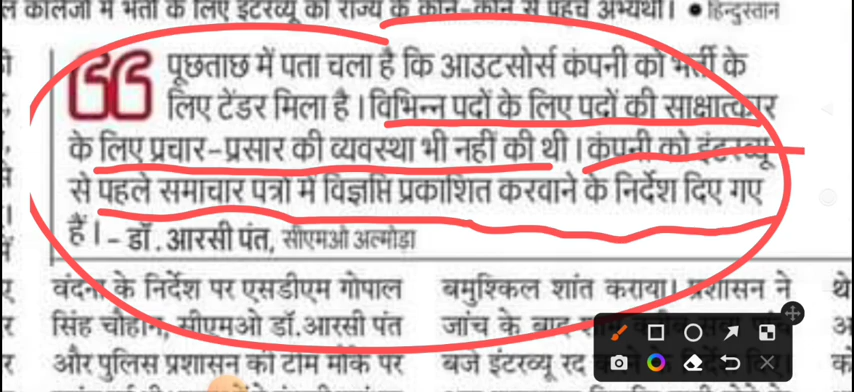 कॉलेजों में भर्ती के लिए इंटरव्यू को राज्य के कोने-कोने से पहुंचे अभ्यर्थी। ● हिन्दुस्तान
पूछताछ में पता चला है कि आउटसोर्स कंपनी को भर्ती के
लिए टेंडर मिला है। विभिन्न पदों के लिए पदों की साक्षात्कार
के लिए प्रचार-प्रसार की व्यवस्था भी नहीं की थी। कंपनी को इंटरव्यू
से पहले समाचार पत्रों में विज्ञप्ति प्रकाशित करवाने के निर्देश दिए गए
हैं। - डॉ. आरसी पंत, सीएमओ अल्मोड़ा
वंदना के निर्देश पर एसडीएम गोपाल
सिंह चौहान, सीएमओ डॉ.आरसी पंत
और पुलिस प्रशासन की टीम मौके पर
बमुश्किल शांत कराया। प्रशासन ने
जांच के बाद
बजे इंटरव्यू रद
थे